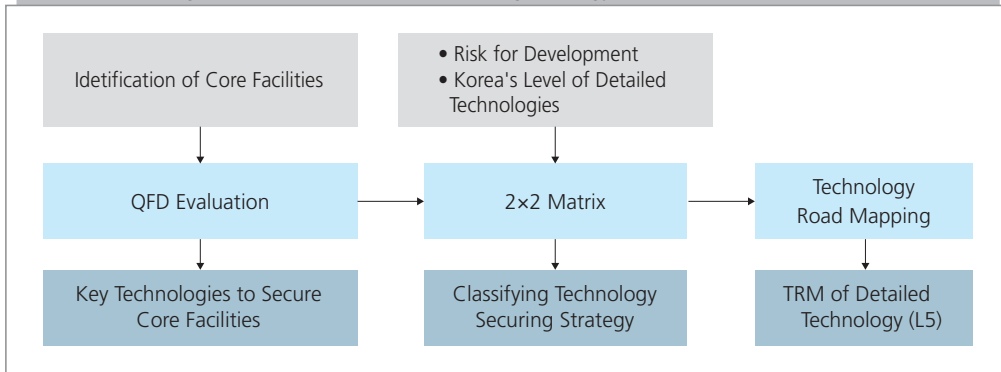 Idetification of Core Facilities
• Risk for Development
• Korea's Level of Detailed
Technologies
QFD Evaluation
2×2 Matrix
Technology
Road Mapping
Key Technologies to Secure
Core Facilities
Classifying Technology
Securing Strategy
TRM of Detailed
Technology (L5)